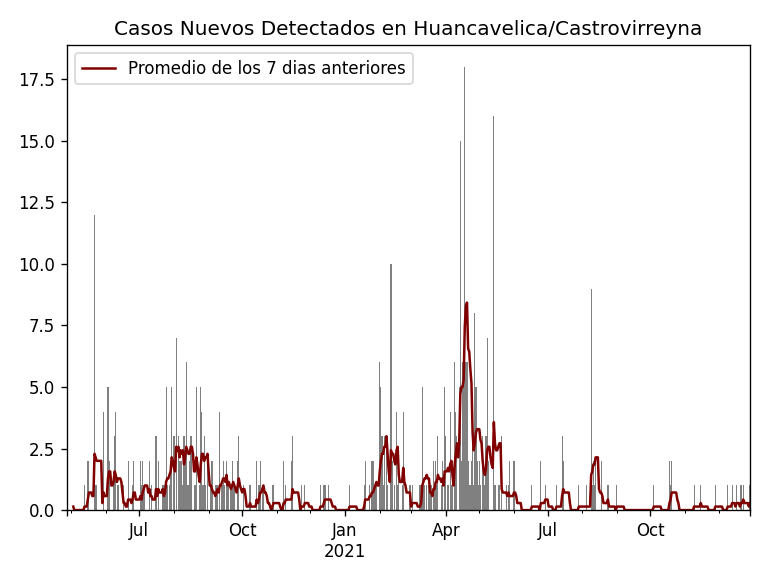 Casos Nuevos Detectados en Huancavelica/Castrovirreyna
Promedio de los 7 dias anteriores
17.5
15.0
12.5
10.0
7.5
5.0
2.5
0.0
Jul
Oct
Jan
2021
Apr
Jul
Oct